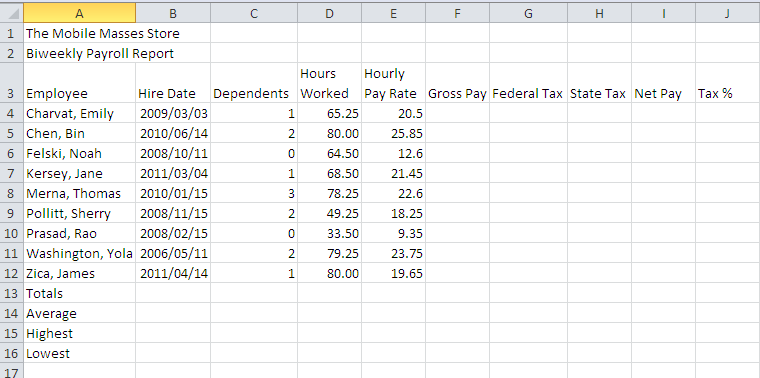 A B C D E F G H I J
1 The Mobile Masses Store
2 Biweekly Payroll Report
Hours Hourly
3 Employee Hire Date Dependents Worked Pay Rate Gross Pay Federal Tax State Tax Net Pay Tax %
4 Charvat, Emily 2009/03/03 1 65.25 20.5
5 Chen, Bin 2010/06/14 2 80.00 25.85
6 Felski, Noah 2008/10/11 0 64.50 12.6
7 Kersey, Jane 2011/03/04 1 68.50 21.45
8 Merna, Thomas 2010/01/15 3 78.25 22.6
9 Pollitt, Sherry 2008/11/15 2 49.25 18.25
10 Prasad, Rao 2008/02/15 0 33.50 9.35
11 Washington, Yola 2006/05/11 2 79.25 23.75
12 Zica, James 2011/04/14 1 80.00 19.65
13 Totals
14 Average
15 Highest
16 Lowest
17